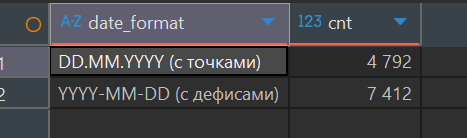 A-Z date_format 123 cnt
1 DD.MM.YYYY (с точками) 4 792
2 YYYY-MM-DD (с дефисами) 7 412